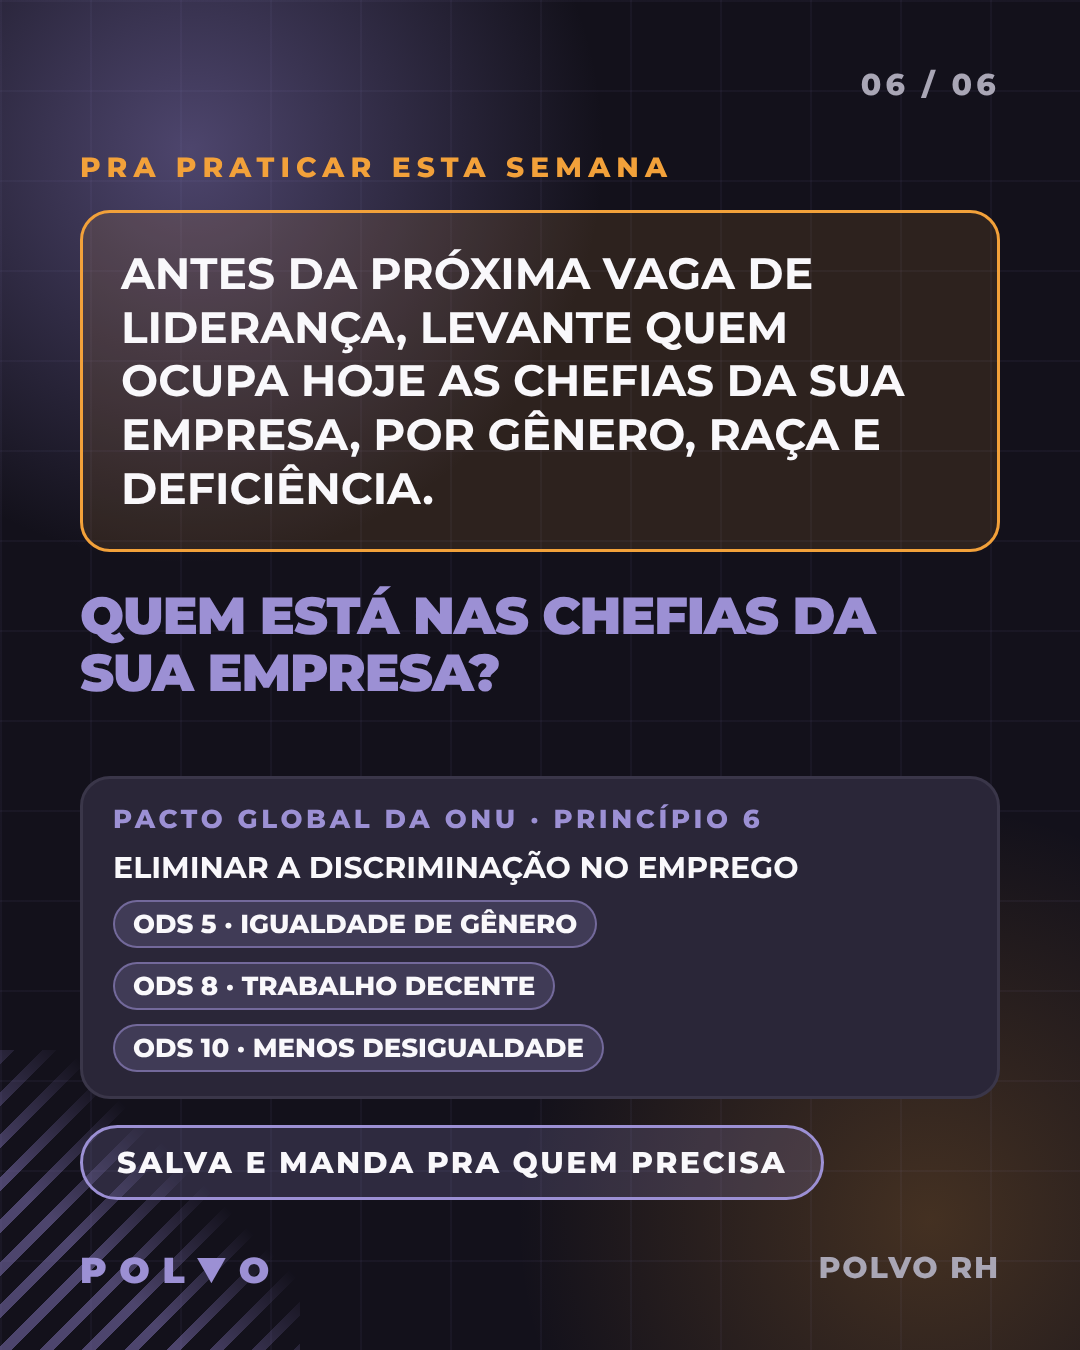 06 / 06
PRA PRATICAR ESTA SEMANA
ANTES DA PRÓXIMA VAGA DE
LIDERANÇA, LEVANTE QUEM
OCUPA HOJE AS CHEFIAS DA SUA
EMPRESA, POR GÊNERO, RAÇA E
DEFICIÊNCIA.
QUEM ESTÁ NAS CHEFIAS DA
SUA EMPRESA?
PACTO GLOBAL DA ONU · PRINCÍPIO 6
ELIMINAR A DISCRIMINAÇÃO NO EMPREGO
ODS 5 · IGUALDADE DE GÊNERO
ODS 8 · TRABALHO DECENTE
ODS 10 · MENOS DESIGUALDADE
SALVA E MANDA PRA QUEM PRECISA
POL▼O
POLVO RH